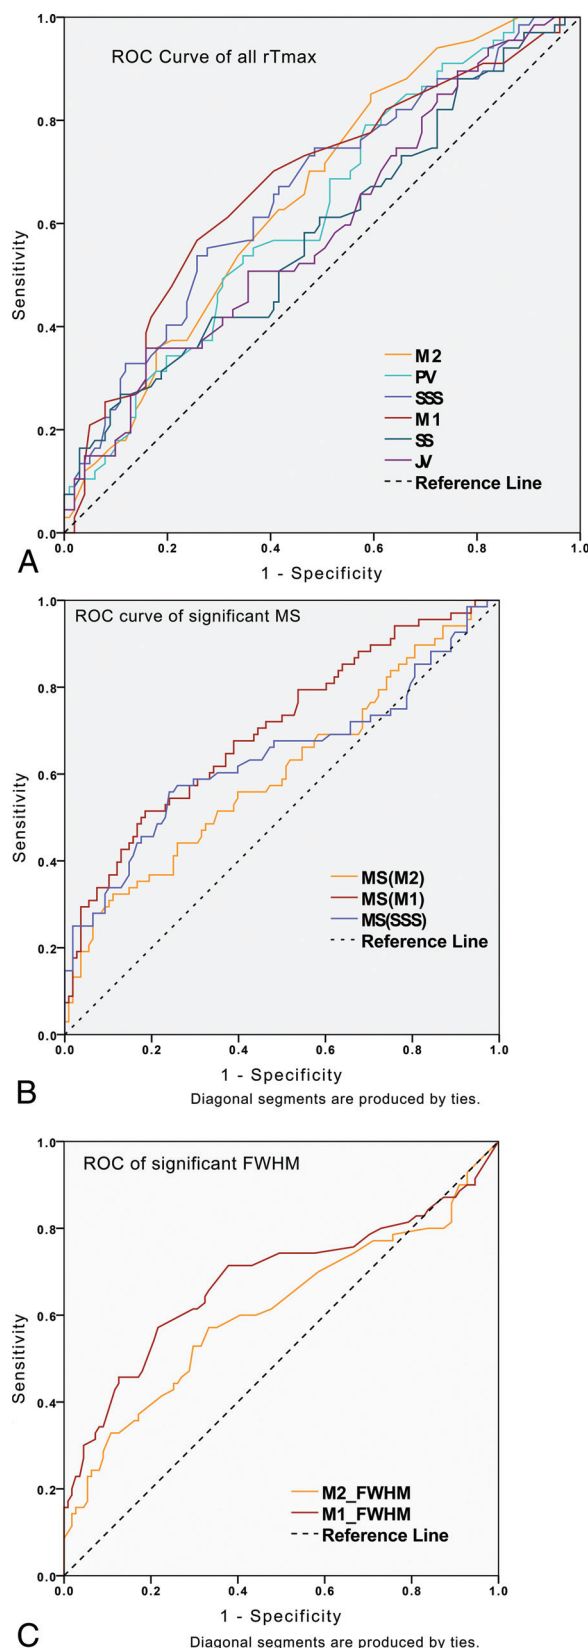 ROC Curve of all rTmax
1.0
0.8
0.6
0.4
0.2
0.0
Sensitivity
M2
PV
SSS
M1
SS
JV
Reference Line
0.0 0.2 0.4 0.6 0.8 1.0
1 - Specificity
A
ROC curve of significant MS
1.0
0.8
0.6
0.4
0.2
0.0
Sensitivity
MS(M2)
MS(M1)
MS(SSS)
Reference Line
0.0 0.2 0.4 0.6 0.8 1.0
1 - Specificity
B
Diagonal segments are produced by ties.
ROC of significant FWHM
1.0
0.8
0.6
0.4
0.2
0.0
Sensitivity
M2_FWHM
M1_FWHM
Reference Line
0.0 0.2 0.4 0.6 0.8 1.0
1 - Specificity
C
Diagonal segments are produced by ties.